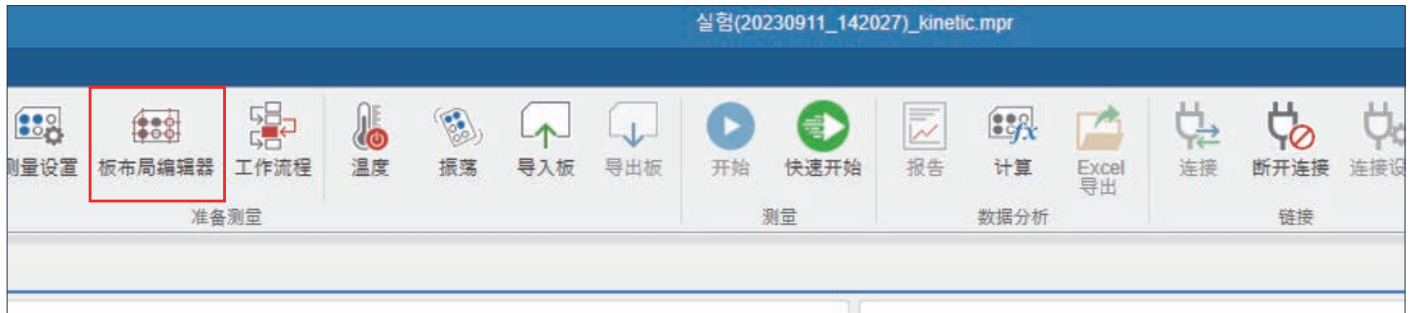 실험(20230911_142027)_kinetic.mpr
测量设置 板布局编辑器 工作流程 温度 振荡 导入板 导出板 开始 快速开始 报告 计算 Excel 连接 断开连接 连接设
导出
准备测量 测量 数据分析 链接